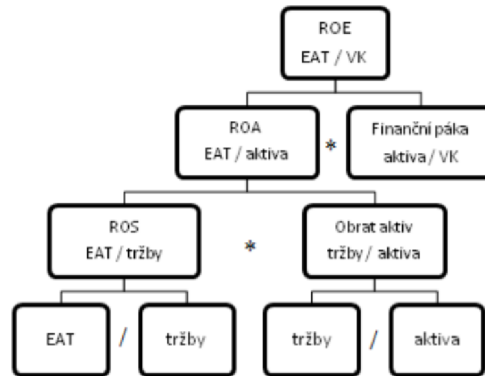 ROE
EAT / VK
ROA
EAT / aktiva
*
Finanční páka
aktiva / VK
ROS
EAT / tržby
*
Obrat aktiv
tržby / aktiva
EAT
/
tržby
tržby
/
aktiva